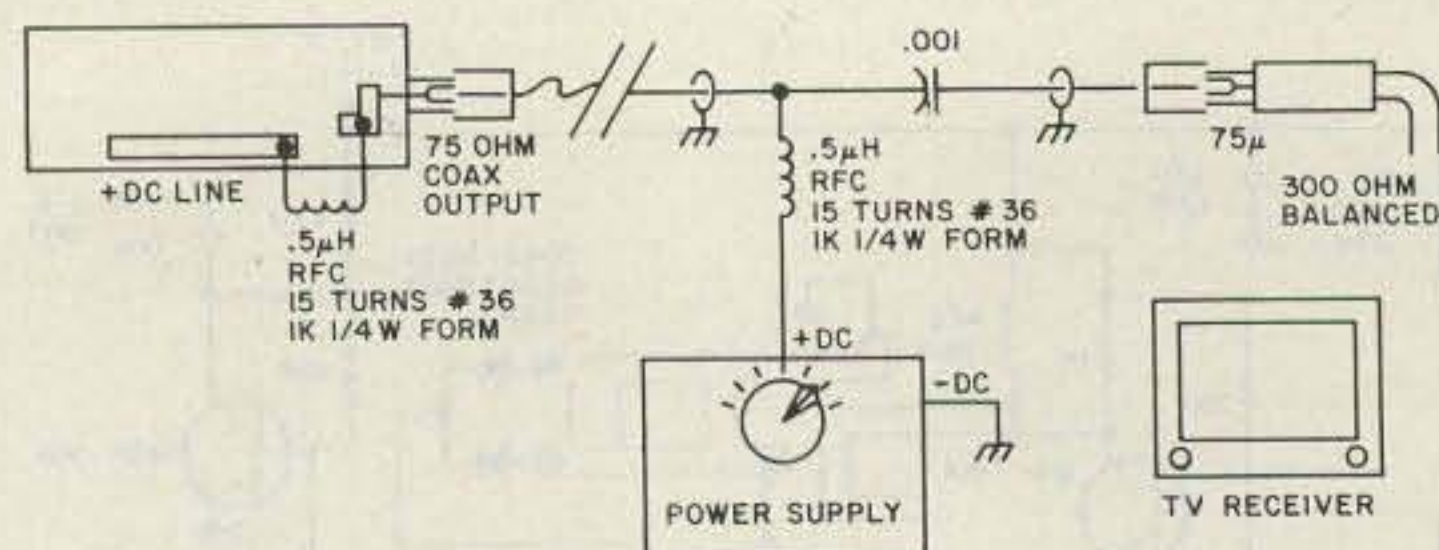 .001
75 OHM
COAX
OUTPUT
+DC LINE
.5μH
RFC
15 TURNS #36
1K 1/4W FORM
.5μH
RFC
15 TURNS #36
1K 1/4W FORM
75μ
300 OHM
BALANCED
+DC
-DC
POWER SUPPLY
TV RECEIVER